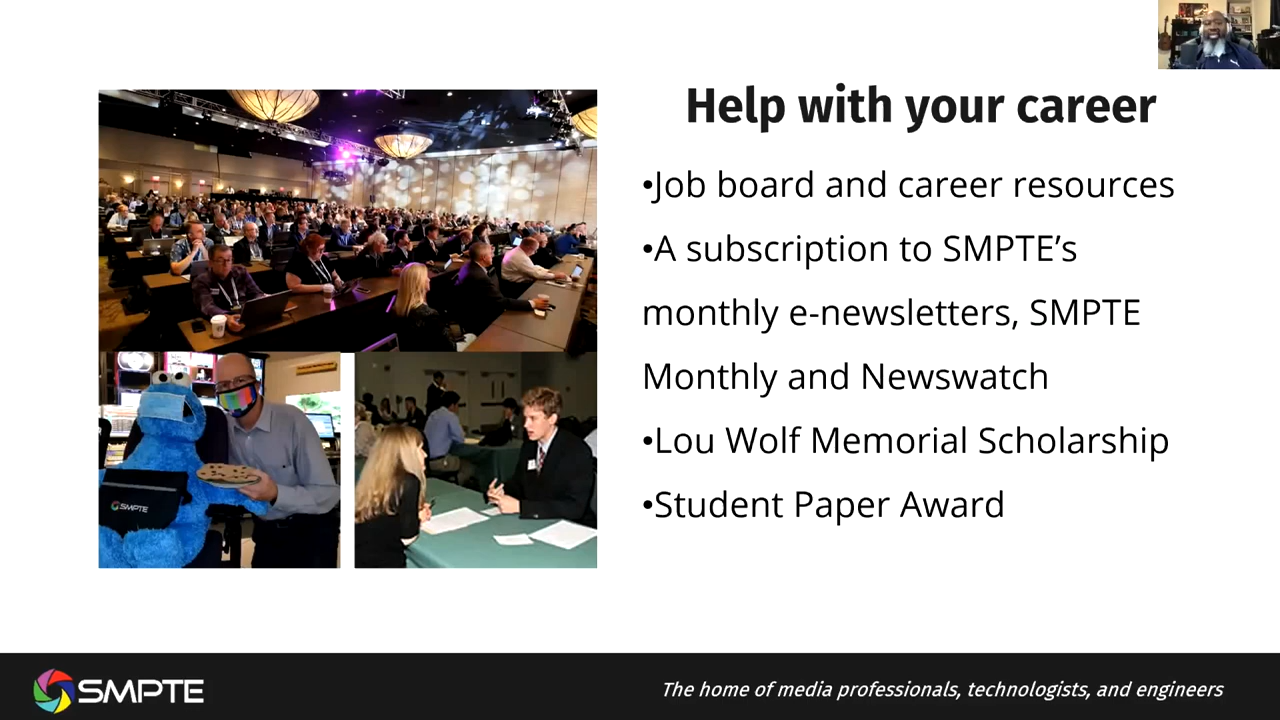 Help with your career
•Job board and career resources
•A subscription to SMPTE’s
monthly e-newsletters, SMPTE
Monthly and Newswatch
•Lou Wolf Memorial Scholarship
•Student Paper Award
SMPTE
SMPTE
The home of media professionals, technologists, and engineers